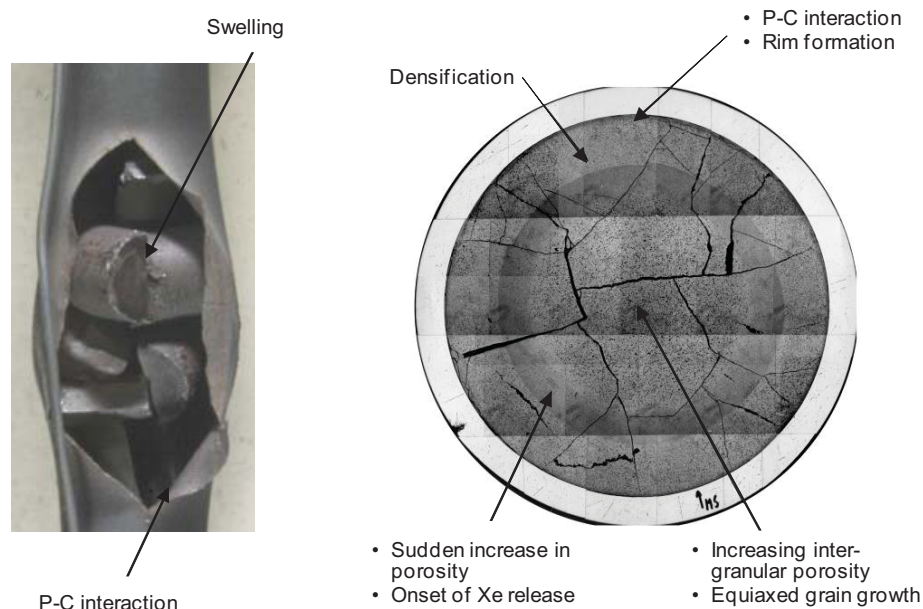 Swelling
• P-C interaction
• Rim formation
Densification
MS
• Sudden increase in
porosity
• Onset of Xe release
• Increasing inter-
granular porosity
• Equiaxed grain growth
P-C interaction